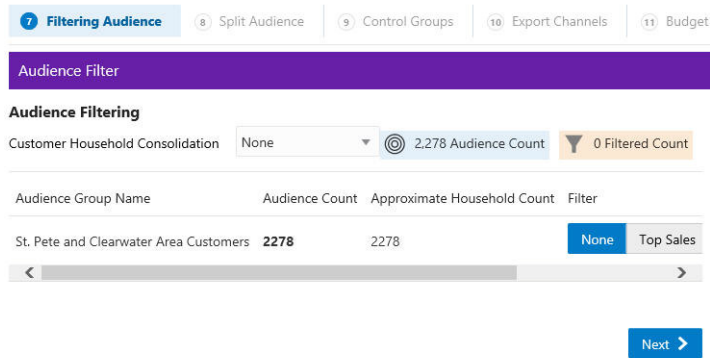 7 Filtering Audience 8 Split Audience 9 Control Groups 10 Export Channels 11 Budget
Audience Filter
Audience Filtering
Customer Household Consolidation None 2,278 Audience Count 0 Filtered Count
Audience Group Name Audience Count Approximate Household Count Filter
St. Pete and Clearwater Area Customers 2278 2278 None Top Sales
Next